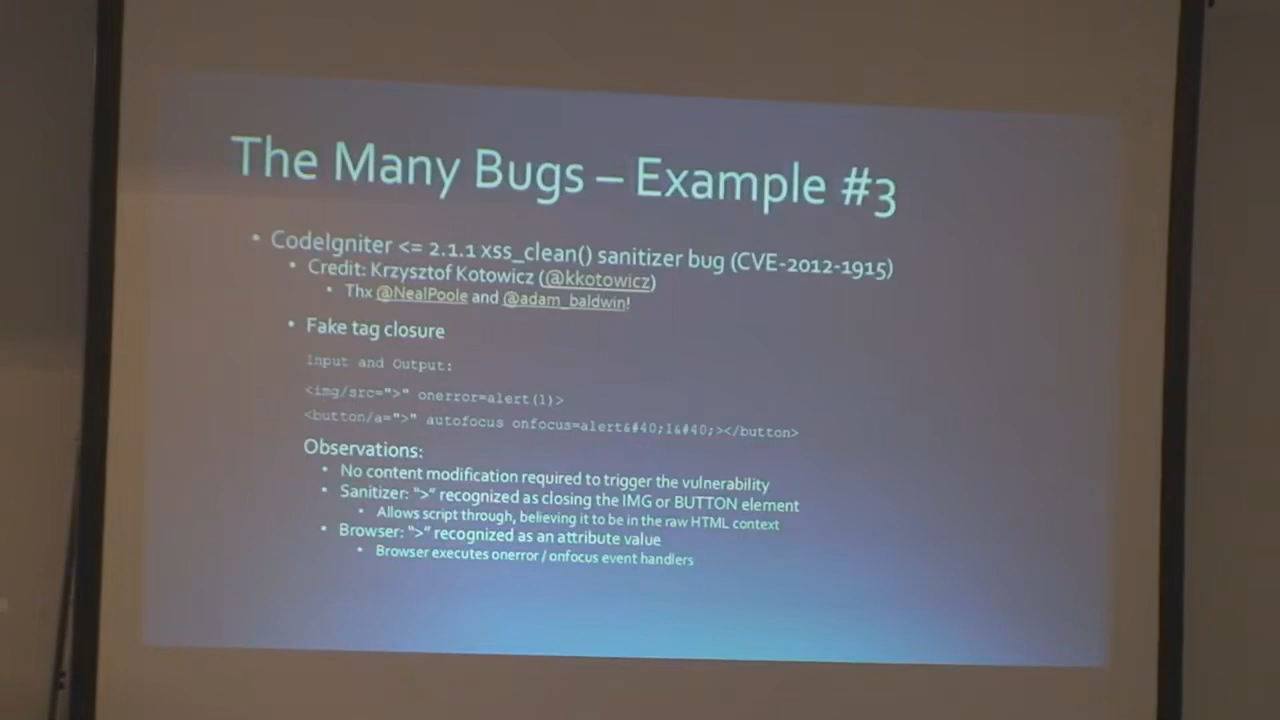 The Many Bugs – Example #3
• CodeIgniter <= 2.1.1 xss_clean() sanitizer bug (CVE-2012-1915)
• Credit: Krzysztof Kotowicz (@kkotowicz)
• Thx @NealPoole and @adam_baldwin!
• Fake tag closure
Input and Output:
<img/src=">" onerror=alert(1)>
<button/a=">" autofocus onfocus=alert&#40;1&#40;></button>
Observations:
• No content modification required to trigger the vulnerability
• Sanitizer: ">" recognized as closing the IMG or BUTTON element
• Allows script through, believing it to be in the raw HTML context
• Browser: ">" recognized as an attribute value
• Browser executes onerror / onfocus event handlers